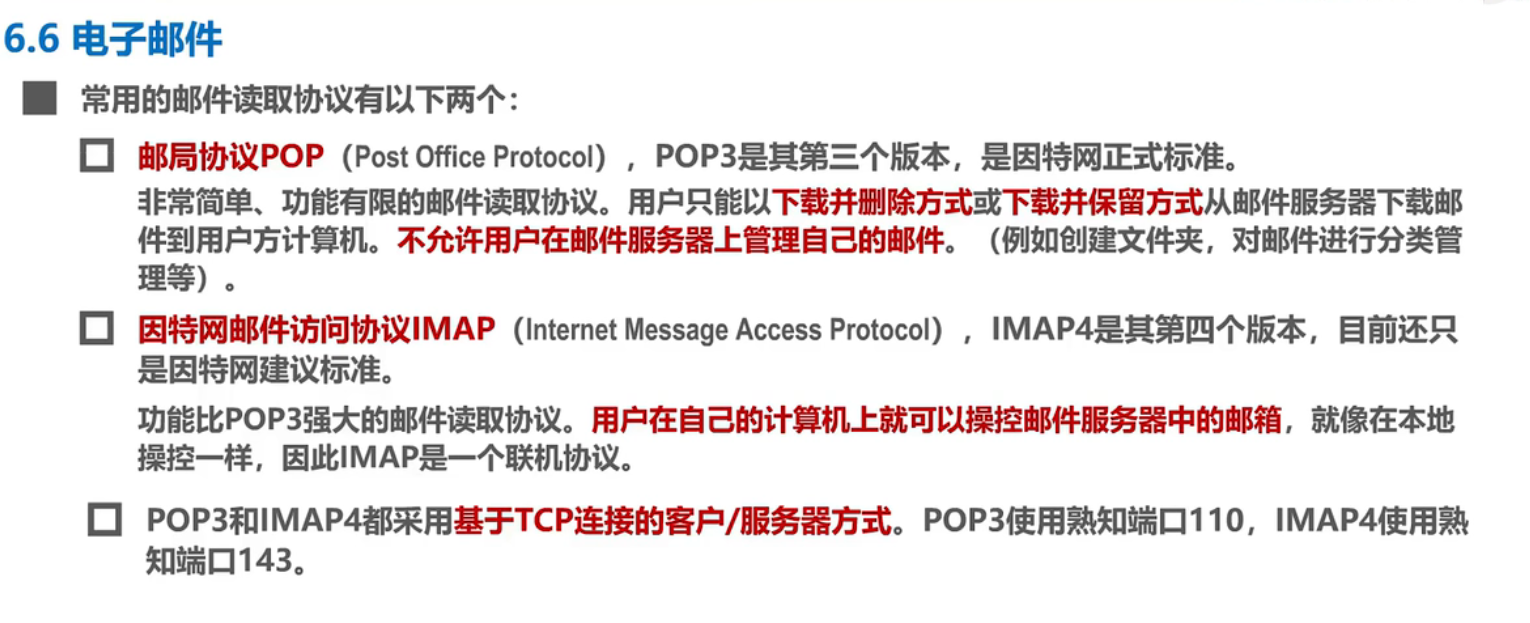 6.6 电子邮件
常用的邮件读取协议有以下两个：
邮局协议POP（Post Office Protocol），POP3是其第三个版本，是因特网正式标准。
非常简单、功能有限的邮件读取协议。用户只能以下载并删除方式或下载并保留方式从邮件服务器下载邮
件到用户方计算机。不允许用户在邮件服务器上管理自己的邮件。（例如创建文件夹，对邮件进行分类管
理等）。
因特网邮件访问协议IMAP（Internet Message Access Protocol），IMAP4是其第四个版本，目前还只
是因特网建议标准。
功能比POP3强大的邮件读取协议。用户在自己的计算机上就可以操控邮件服务器中的邮箱，就像在本地
操控一样，因此IMAP是一个联机协议。
POP3和IMAP4都采用基于TCP连接的客户/服务器方式。POP3使用熟知端口110，IMAP4使用熟
知端口143。